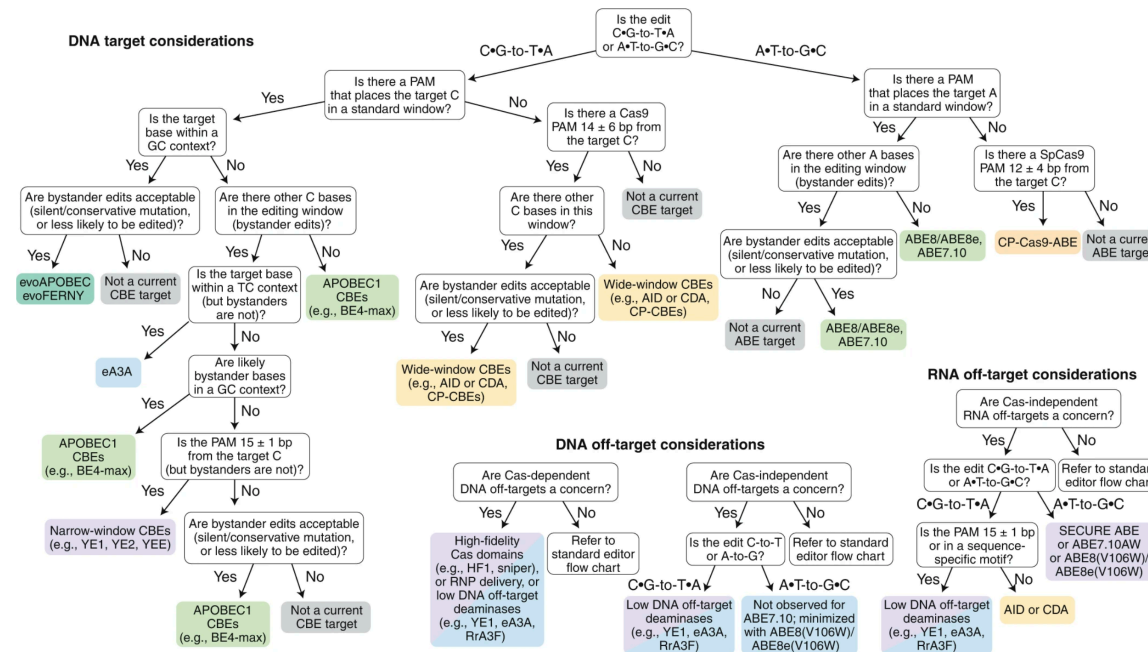 DNA target considerations
Is the edit
C•G-to-T•A
or A•T-to-G•C?
C•G-to-T•A
A•T-to-G•C
Is there a PAM
that places the target C
in a standard window?
Yes
No
Is the target
base within a
GC context?
Yes
No
Are bystander edits acceptable
(silent/conservative mutation,
or less likely to be edited)?
Yes
No
evoAPOBEC
evoFERNY
Not a current
CBE target
Are there other C bases
in the editing window
(bystander edits)?
Yes
No
Is the target base
within a TC context
(but bystanders
are not)?
APOBEC1
CBEs
(e.g., BE4-max)
Yes
No
eA3A
Are likely
bystander bases
in a GC context?
Yes
No
APOBEC1
CBEs
(e.g., BE4-max)
Is the PAM 15 ± 1 bp
from the target C
(but bystanders are not)?
Yes
No
Narrow-window CBEs
(e.g., YE1, YE2, YEE)
Are bystander edits acceptable
(silent/conservative mutation,
or less likely to be edited)?
Yes
No
APOBEC1
CBEs
(e.g., BE4-max)
Not a current
CBE target
Is there a Cas9
PAM 14 ± 6 bp from
the target C?
Yes
No
Are there other
C bases in this
window?
Not a current
CBE target
Yes
No
Are bystander edits acceptable
(silent/conservative mutation,
or less likely to be edited)?
Wide-window CBEs
(e.g., AID or CDA,
CP-CBEs)
Yes
No
Wide-window CBEs
(e.g., AID or CDA,
CP-CBEs)
Not a current
CBE target
Is there a PAM
that places the target A
in a standard window?
Yes
No
Are there other A bases
in the editing window
(bystander edits)?
Is there a SpCas9
PAM 12 ± 4 bp from
the target C?
Yes
No
Yes
No
Are bystander edits acceptable
(silent/conservative mutation,
or less likely to be edited)?
ABE8/ABE8e,
ABE7.10
CP-Cas9-ABE
Not a curre
ABE targe
No
Yes
Not a current
ABE target
ABE8/ABE8e,
ABE7.10
DNA off-target considerations
Are Cas-dependent
DNA off-targets a concern?
Yes
No
High-fidelity
Cas domains
(e.g., HF1, sniper),
or RNP delivery, or
low DNA off-target
deaminases
(e.g., YE1, eA3A,
RrA3F)
Refer to
standard editor
flow chart
Are Cas-independent
DNA off-targets a concern?
Yes
No
Is the edit C-to-T
or A-to-G?
Refer to standard
editor flow chart
C•G-to-T•A
A•T-to-G•C
Low DNA off-target
deaminases
(e.g., YE1, eA3A,
RrA3F)
Not observed for
ABE7.10; minimized
with ABE8(V106W)/
ABE8e(V106W)
RNA off-target considerations
Are Cas-independent
RNA off-targets a concern?
Yes
No
Is the edit C•G-to-T•A
or A•T-to-G•C?
Refer to standard
editor flow char
C•G-to-T•A
A•T-to-G•C
Is the PAM 15 ± 1 bp
or in a sequence-
specific motif?
SECURE ABE
or ABE7.10AW
or ABE8(V106W)/
ABE8e(V106W)
Yes
No
Low DNA off-target
deaminases
(e.g., YE1, eA3A,
RrA3F)
AID or CDA